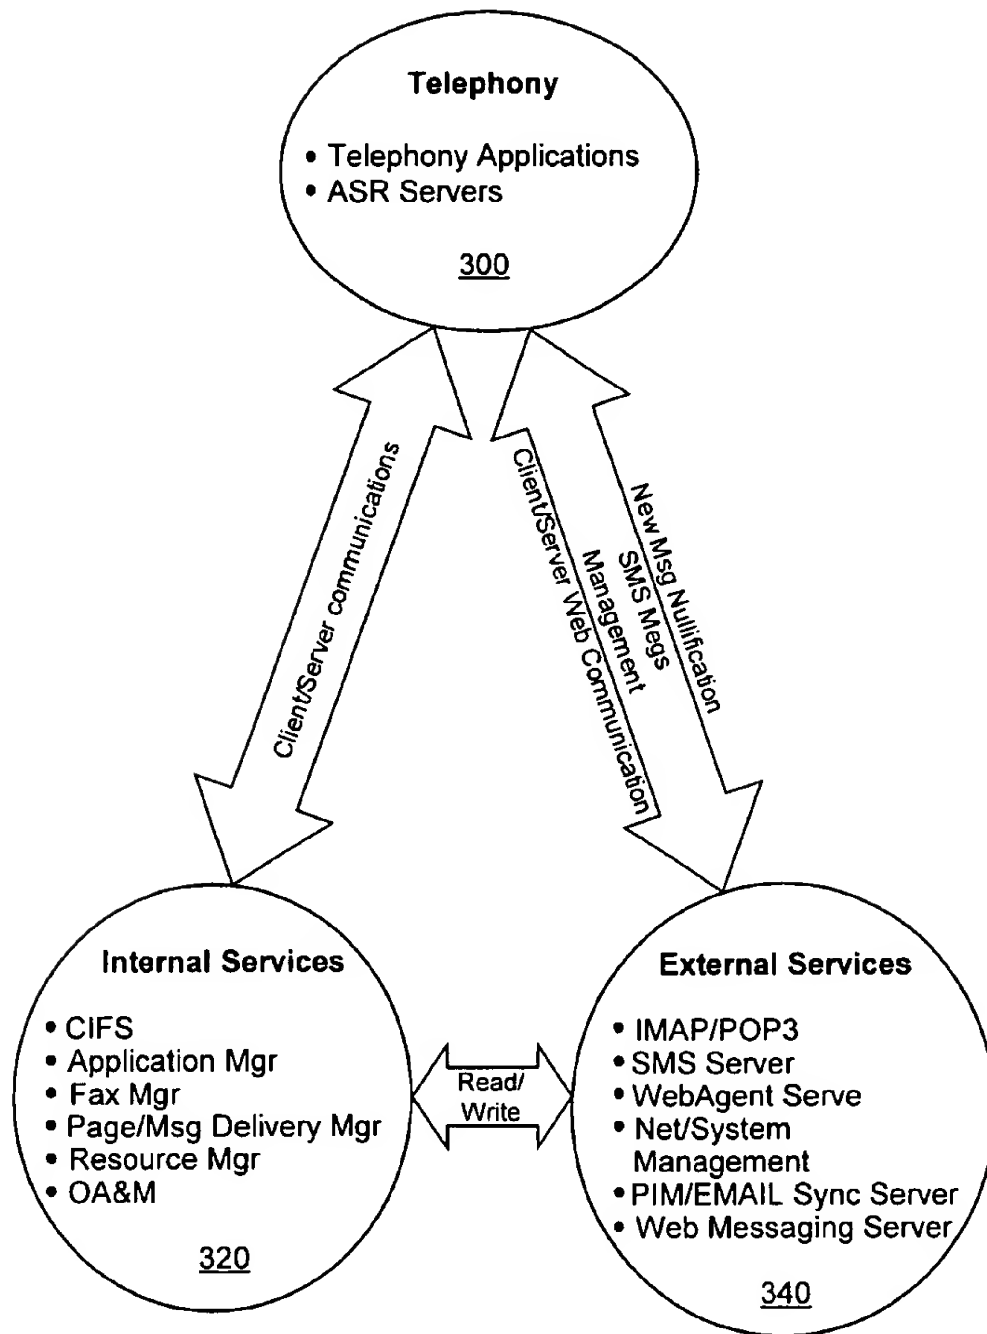 Telephony
• Telephony Applications
• ASR Servers
300
Client/Server communications
New Msg Nullification
SMS Megs
Management
Client/Server Web Communication
Internal Services
• CIFS
• Application Mgr
• Fax Mgr
• Page/Msg Delivery Mgr
• Resource Mgr
• OA&M
320
Read/
Write
External Services
• IMAP/POP3
• SMS Server
• WebAgent Serve
• Net/System
Management
• PIM/EMAIL Sync Server
• Web Messaging Server
340